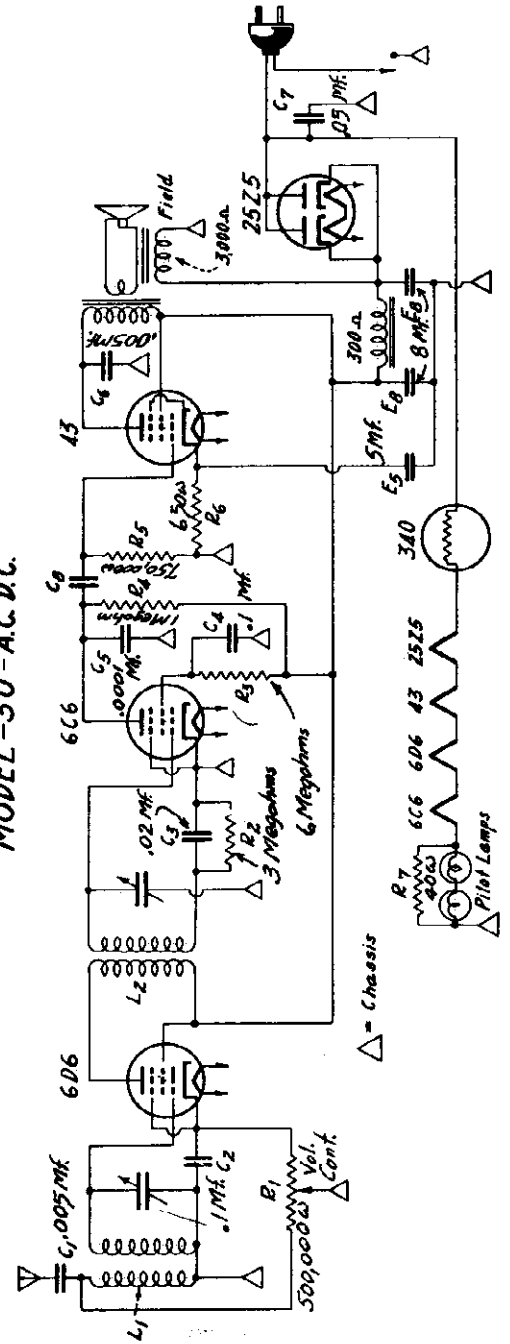 MODEL-50-A.C. D.C.
C1 .005 Mf.
L1
.1 Mf.
C2
6D6
500,000ω
R1
Vol.
Cont.
L2
△ = Chassis
.02 Mf.
C3
R2
3 Megohms
6C6
C5
.0001
Mf.
R4
1 Megohm
C4
.1
Mf.
R3
6 Megohms
C8
R5
750,000ω
650ω
R6
43
C6
.005 Mf.
Field
3,000Ω
25Z5
C7
.05 Mf.
300Ω
E8
8 Mf.
E8
5 Mf.
E5
340
25Z5
43
6D6
6C6
R7
40ω
Pilot Lamps